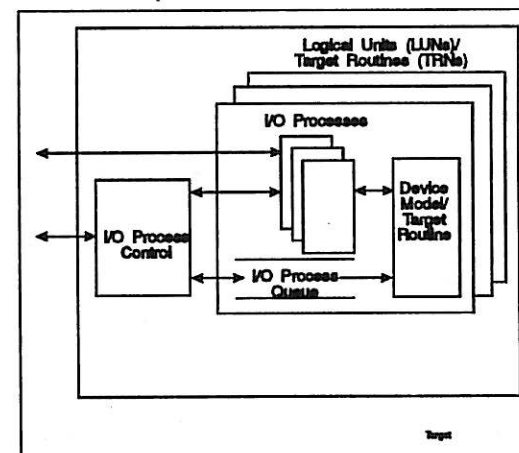 Logical Units (LUNs)/
Target Routines (TRNs)
I/O Processes
Device
Model/
Target
Routine
I/O Process
Control
I/O Process
Queue
Target